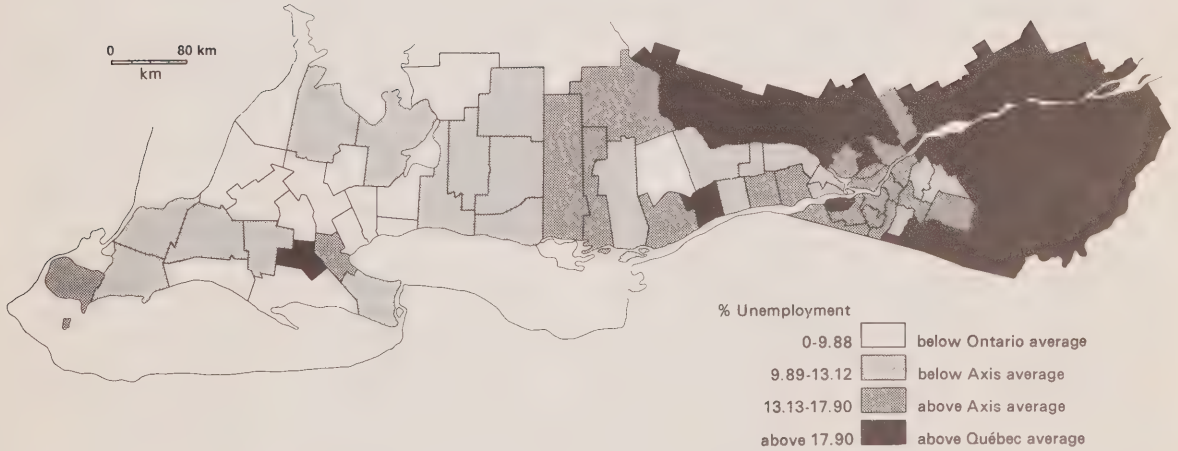 0 80 km
km
% Unemployment
0-9.88 below Ontario average
9.89-13.12 below Axis average
13.13-17.90 above Axis average
above 17.90 above Québec average